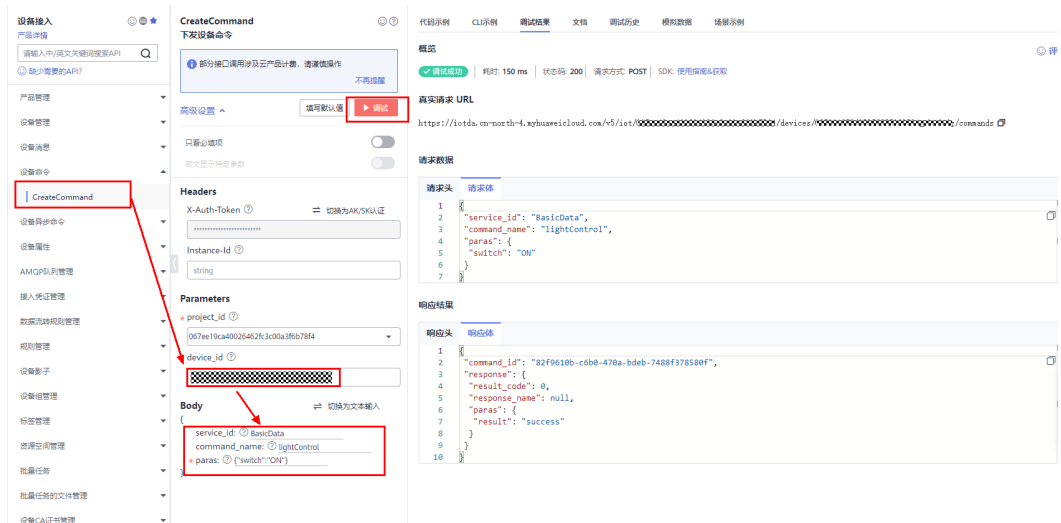 设备接入
产品详情
请输入中/英文关键词搜索API
缺少需要的API?
产品管理
设备管理
设备消息
设备命令
CreateCommand
设备异步命令
设备属性
AMQP队列管理
接入凭证管理
数据流转规则管理
规则管理
设备影子
设备组管理
标签管理
资源空间管理
批量任务
批量任务的文件管理
设备CA证书管理
CreateCommand
下发设备命令
部分接口调用涉及云产品计费，请谨慎操作
不再提醒
高级设置
填写默认值
调试
只看必填项
英文显示特定参数
Headers
X-Auth-Token
切换为AK/SK认证
Instance-Id
string
Parameters
* project_id
067ee19ca40026462fc3c00a3f6b78f4
device_id
Body
切换为文本输入
{
service_id: BasicData
command_name: lightControl
* paras: {"switch":"ON"}
}
代码示例 CLI示例 调试结果 文档 调试历史 模拟数据 场景示例
概览
评
调试成功 耗时: 150 ms 状态码: 200 请求方式: POST SDK: 使用指南&获取
真实请求 URL
https://iotda.cn-north-4.myhuaweicloud.com/v5/iot/ /devices/ /commands
请求数据
请求头 请求体
1 {
2 "service_id": "BasicData",
3 "command_name": "lightControl",
4 "paras": {
5 "switch": "ON"
6 }
7 }
响应结果
响应头 响应体
1 {
2 "command_id": "82f9610b-c6b0-470a-bdeb-7488f378580f",
3 "response": {
4 "result_code": 0,
5 "response_name": null,
6 "paras": {
7 "result": "success"
8 }
9 }
10 }